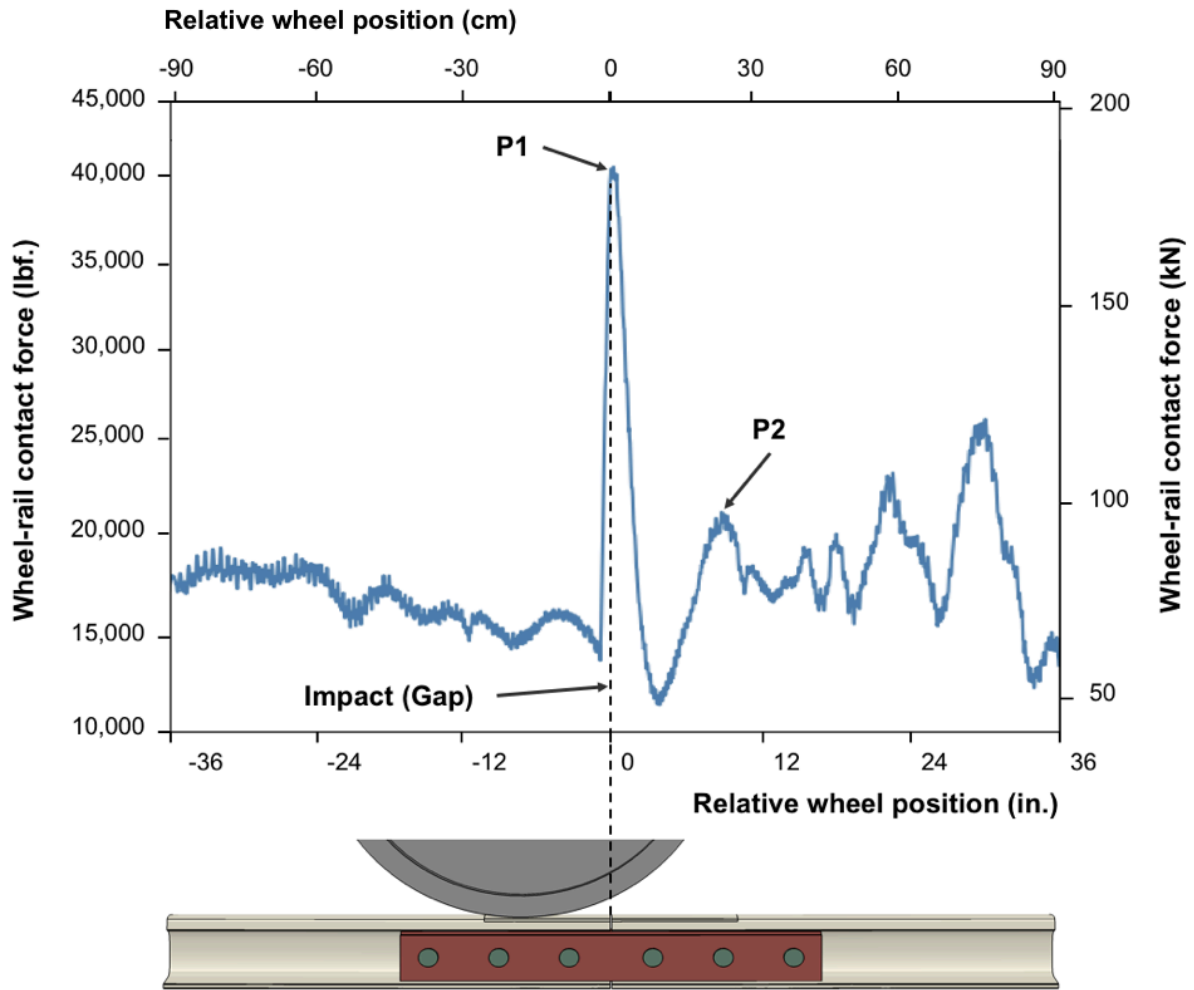 Relative wheel position (cm)
-90 -60 -30 0 30 60 90
45,000
40,000
35,000
30,000
25,000
20,000
15,000
10,000
Wheel-rail contact force (lbf.)
P1
P2
Impact (Gap)
200
150
100
50
Wheel-rail contact force (kN)
-36 -24 -12 0 12 24 36
Relative wheel position (in.)